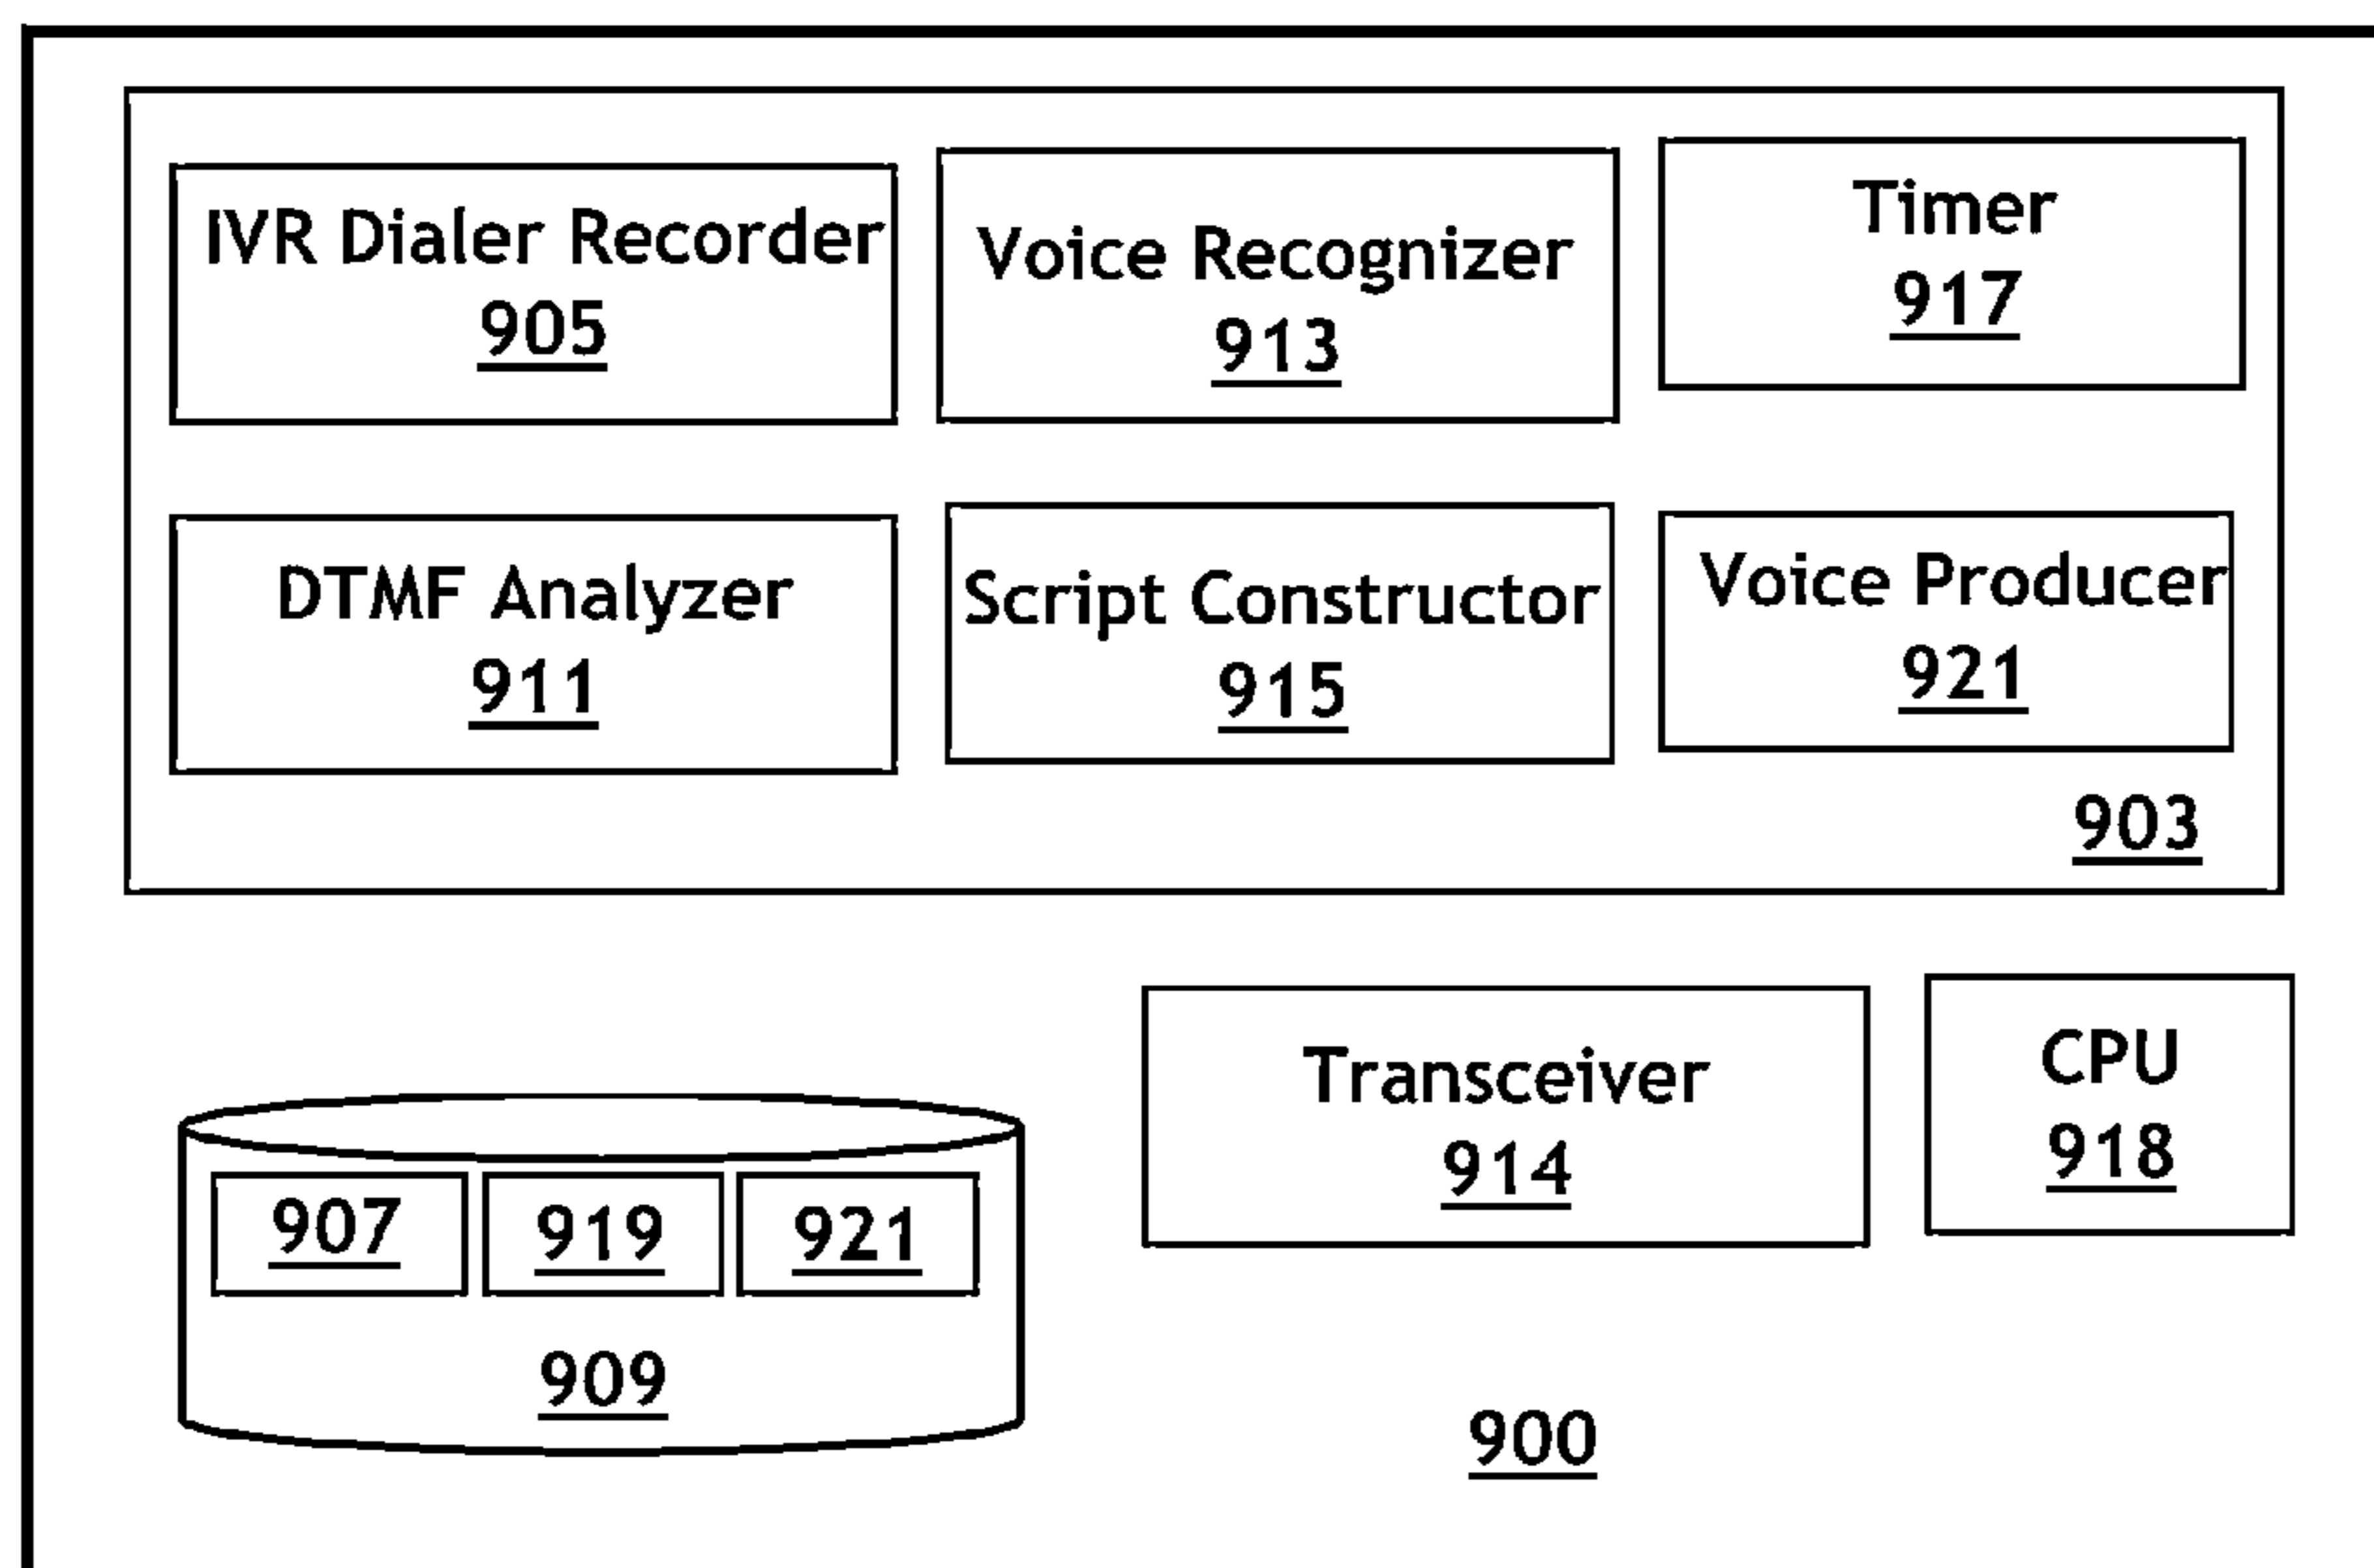 IVR Dialer Recorder
905
Voice Recognizer
913
Timer
917
DTMF Analyzer
911
Script Constructor
915
Voice Producer
921
903
Transceiver
914
CPU
918
907
919
921
909
900